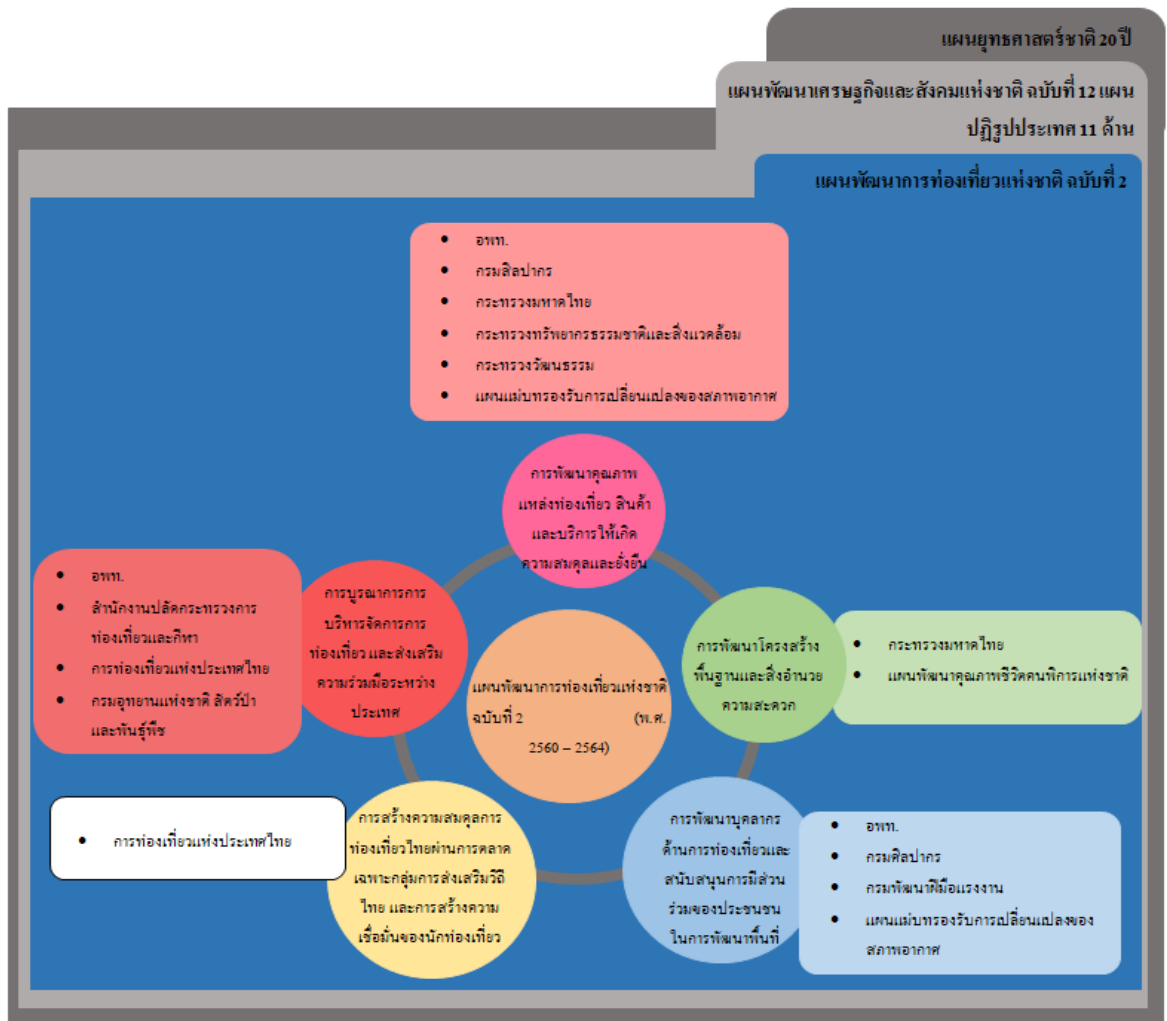 แผนยุทธศาสตร์ชาติ 20 ปี
แผนพัฒนาเศรษฐกิจและสังคมแห่งชาติ ฉบับที่ 12 แผน
ปฏิรูปประเทศ 11 ด้าน
แผนพัฒนาการท่องเที่ยวแห่งชาติ ฉบับที่ 2
• อพท.
• กรมศิลปากร
• กระทรวงมหาดไทย
• กระทรวงทรัพยากรธรรมชาติและสิ่งแวดล้อม
• กระทรวงวัฒนธรรม
• แผนแม่บทรองรับการเปลี่ยนแปลงของสภาพอากาศ
การพัฒนาคุณภาพ
แหล่งท่องเที่ยว สินค้า
และบริการให้เกิด
ความสมดุลและยั่งยืน
• อพท.
• สำนักงานปลัดกระทรวงการ
ท่องเที่ยวและกีฬา
• การท่องเที่ยวแห่งประเทศไทย
• กรมอุทยานแห่งชาติ สัตว์ป่า
และพันธุ์พืช
การบูรณาการการ
บริหารจัดการการ
ท่องเที่ยว และส่งเสริม
ความร่วมมือระหว่าง
ประเทศ
แผนพัฒนาการท่องเที่ยวแห่งชาติ
ฉบับที่ 2 (พ.ศ.
2560 – 2564)
การพัฒนาโครงสร้าง
พื้นฐานและสิ่งอำนวย
ความสะดวก
• กระทรวงมหาดไทย
• แผนพัฒนาคุณภาพชีวิตคนพิการแห่งชาติ
• การท่องเที่ยวแห่งประเทศไทย
การสร้างความสมดุลการ
ท่องเที่ยวไทยผ่านการตลาด
เฉพาะกลุ่มการส่งเสริมวิถี
ไทย และการสร้างความ
เชื่อมั่นของนักท่องเที่ยว
การพัฒนาบุคลากร
ด้านการท่องเที่ยวและ
สนับสนุนการมีส่วน
ร่วมของประชนชน
ในการพัฒนาพื้นที่
• อพท.
• กรมศิลปากร
• กรมพัฒนาฝีมือแรงงาน
• แผนแม่บทรองรับการเปลี่ยนแปลงของ
สภาพอากาศ